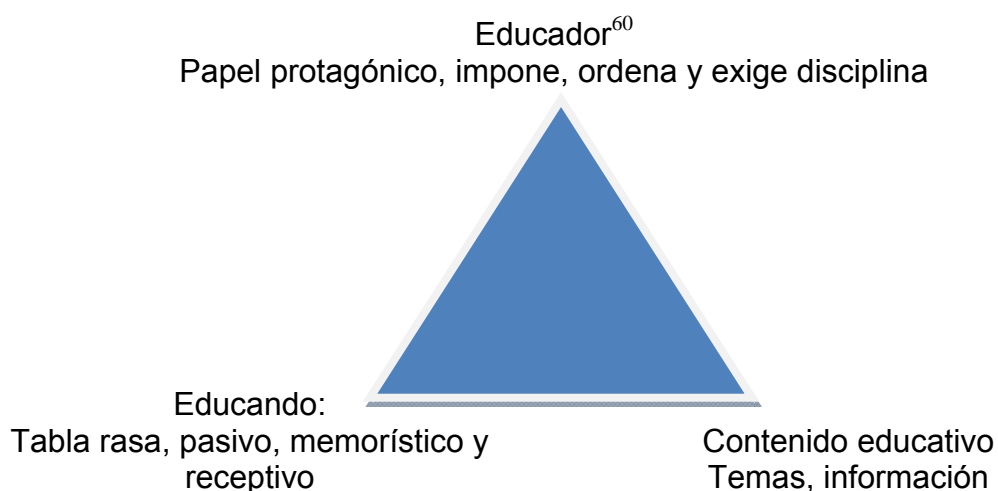 Educador60
Papel protagónico, impone, ordena y exige disciplina
Educando:
Tabla rasa, pasivo, memorístico y
receptivo
Contenido educativo
Temas, información